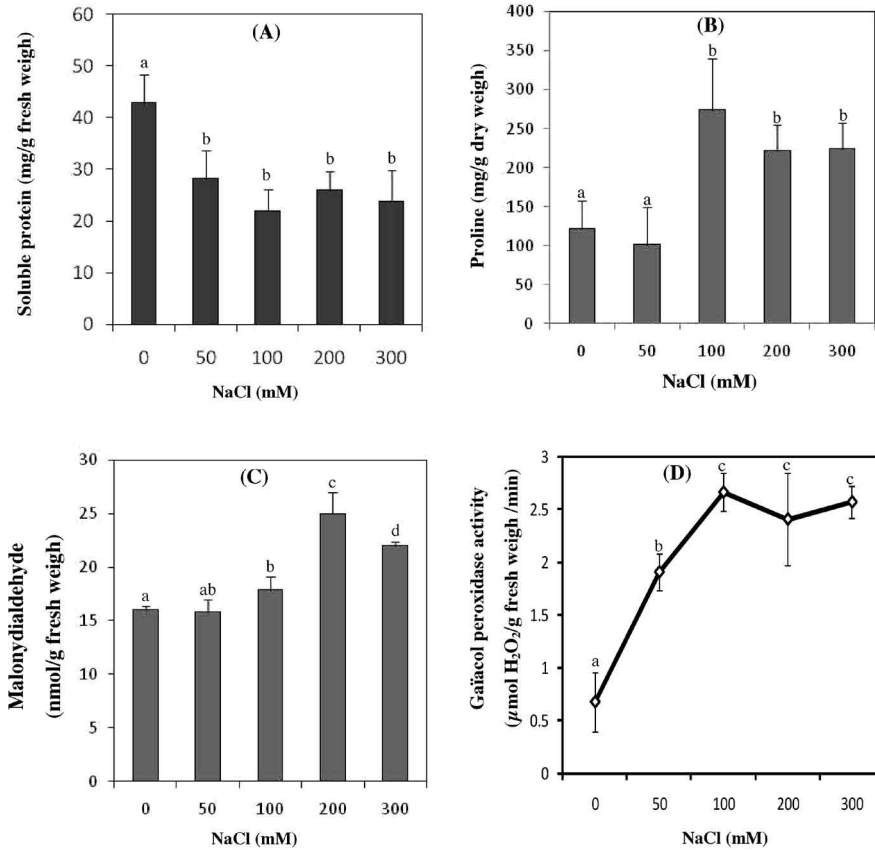 (A)
Soluble protein (mg/g fresh weigh)
60
50
40
30
20
10
0
a
b
b
b
b
0 50 100 200 300
NaCl (mM)
(B)
Proline (mg/g dry weigh)
400
350
300
250
200
150
100
50
0
a
a
b
b
b
0 50 100 200 300
NaCl (mM)
(C)
Malonydialdehyde
(nmol/g fresh weigh)
30
25
20
15
10
5
0
a
ab
b
c
d
0 50 100 200 300
NaCl (mM)
(D)
Gaïacol peroxidase activity
(µmol H₂O₂/g fresh weigh /min)
3
2.5
2
1.5
1
0.5
0
a
b
c
c
c
0 50 100 200 300
NaCl (mM)